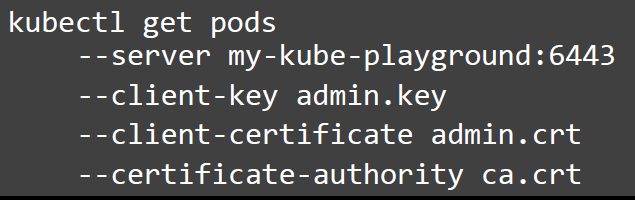 kubectl get pods
--server my-kube-playground:6443
--client-key admin.key
--client-certificate admin.crt
--certificate-authority ca.crt